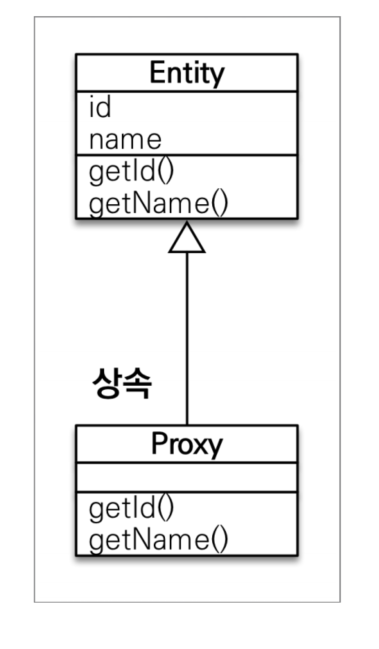 Entity
id
name
getId()
getName()
상속
Proxy
getId()
getName()